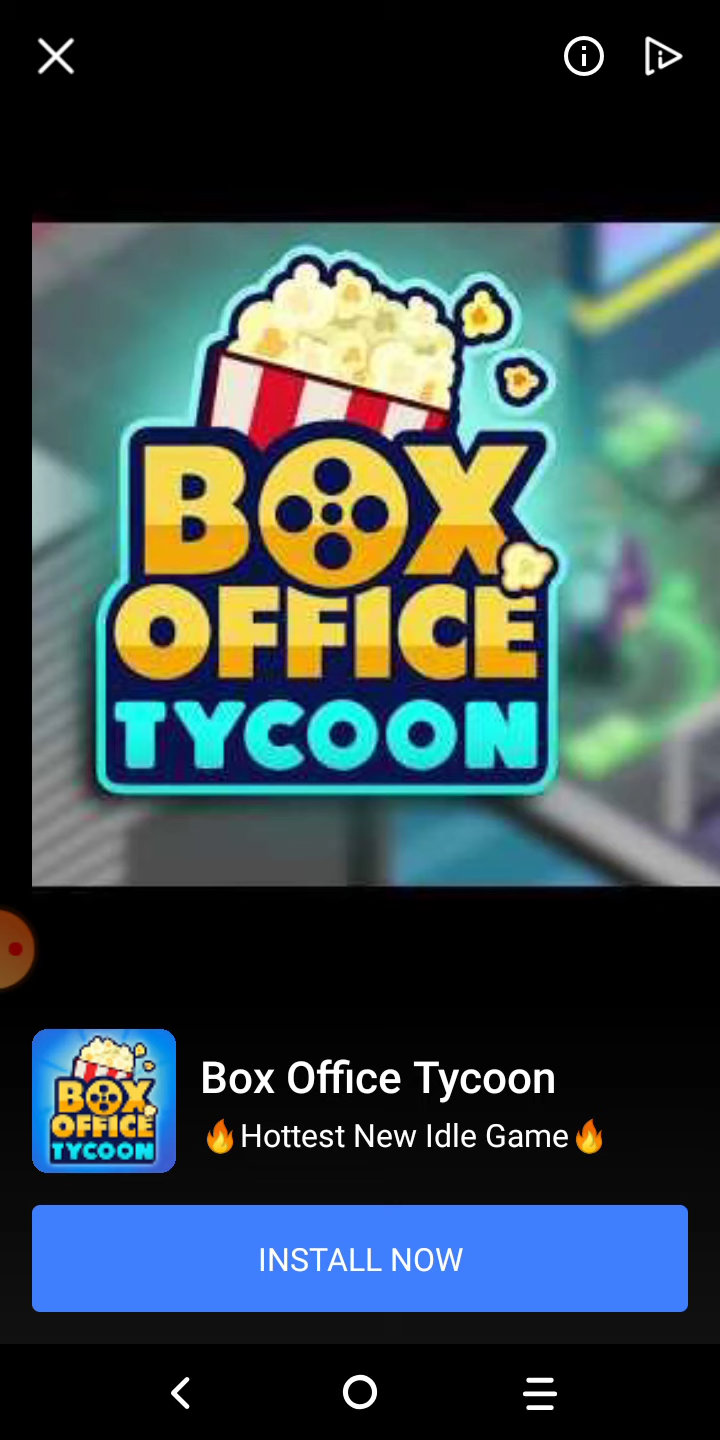 BOX
OFFICE
TYCOON
BOX
OFFICE
TYCOON
Box Office Tycoon
🔥Hottest New Idle Game🔥
INSTALL NOW